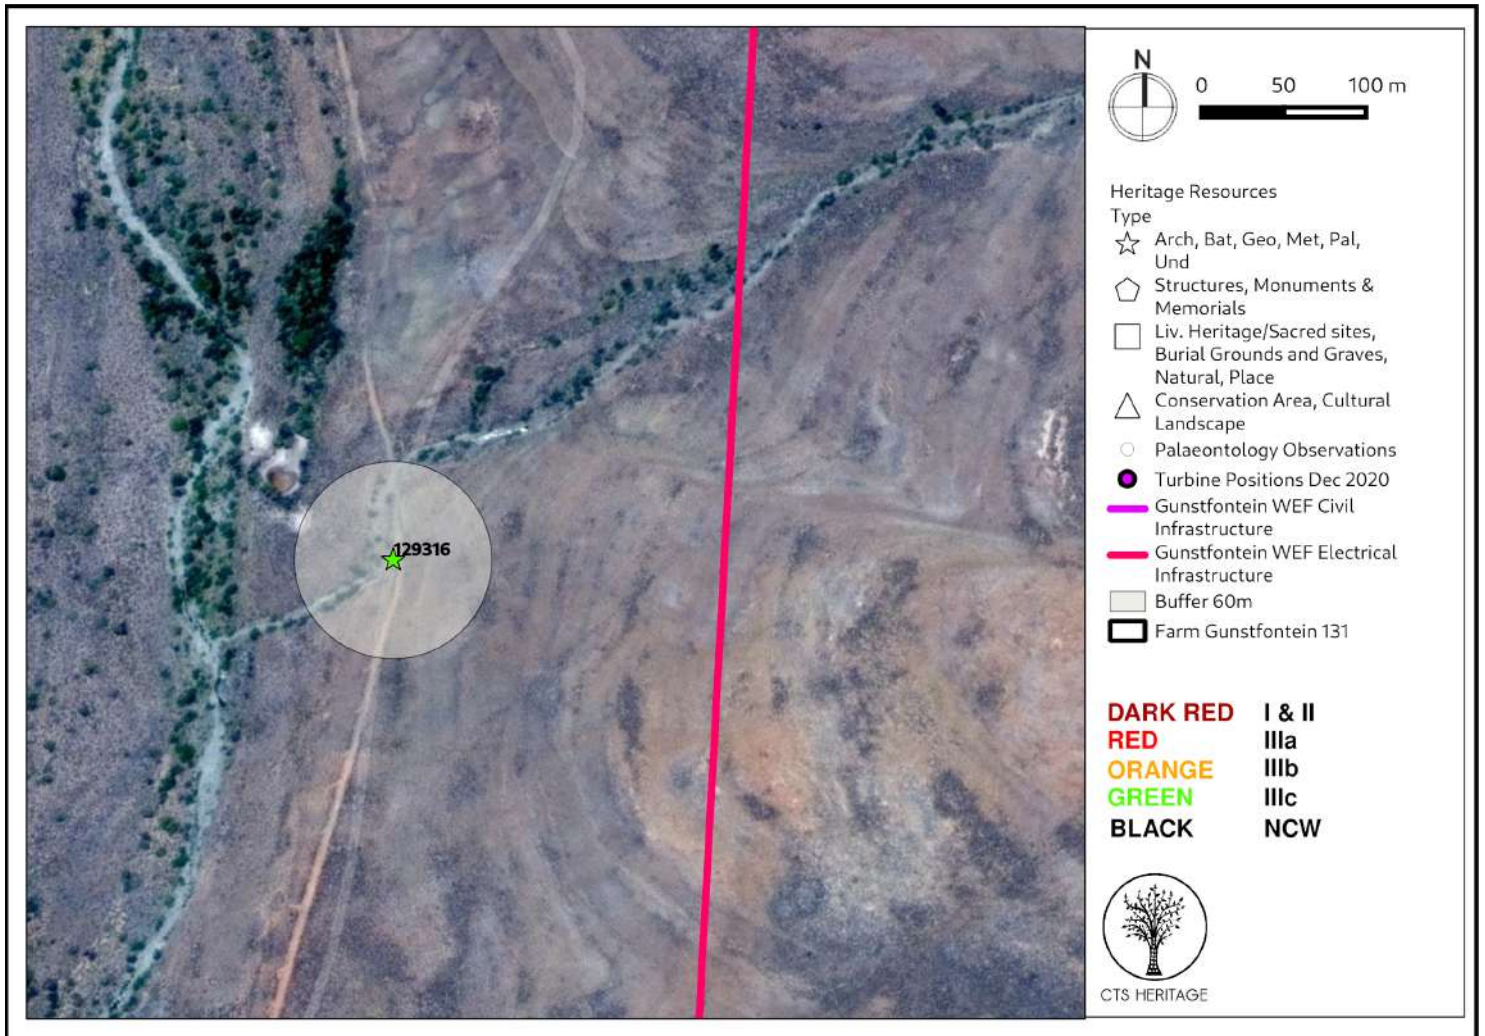 N
0 50 100 m
Heritage Resources
Type
Arch, Bat, Geo, Met, Pal,
Und
Structures, Monuments &
Memorials
Liv. Heritage/Sacred sites,
Burial Grounds and Graves,
Natural, Place
Conservation Area, Cultural
Landscape
Palaeontology Observations
Turbine Positions Dec 2020
Gunstfontein WEF Civil
Infrastructure
Gunstfontein WEF Electrical
Infrastructure
Buffer 60m
Farm Gunstfontein 131
129316
DARK RED I & II
RED IIIa
ORANGE IIIb
GREEN IIIc
BLACK NCW
CTS HERITAGE